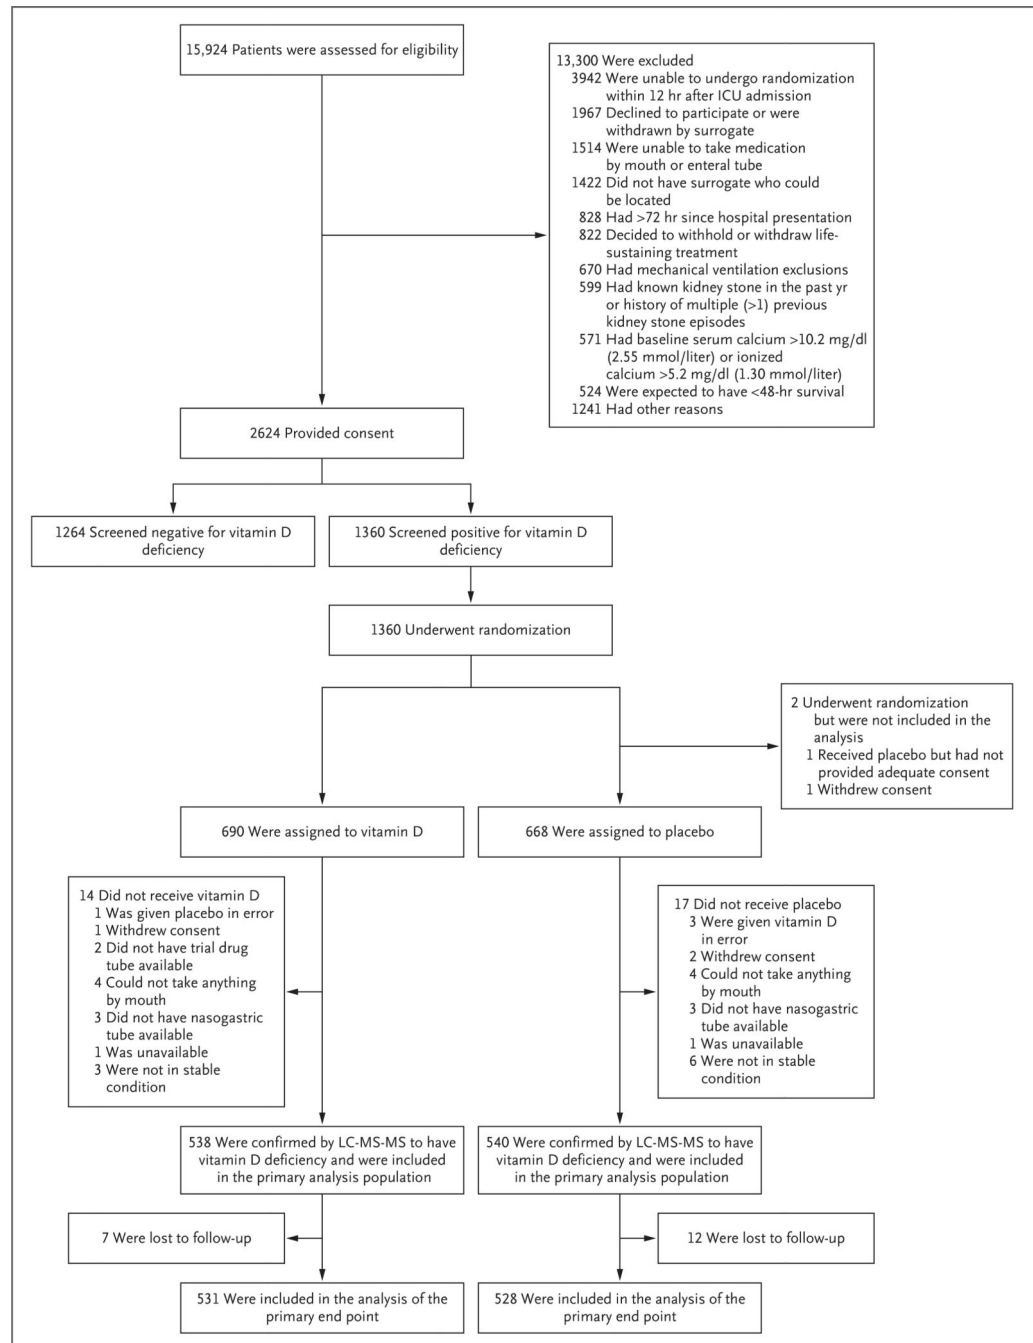 15,924 Patients were assessed for eligibility
13,300 Were excluded
3942 Were unable to undergo randomization
within 12 hr after ICU admission
1967 Declined to participate or were
withdrawn by surrogate
1514 Were unable to take medication
by mouth or enteral tube
1422 Did not have surrogate who could
be located
828 Had >72 hr since hospital presentation
822 Decided to withhold or withdraw life-
sustaining treatment
670 Had mechanical ventilation exclusions
599 Had known kidney stone in the past yr
or history of multiple (>1) previous
kidney stone episodes
571 Had baseline serum calcium >10.2 mg/dl
(2.55 mmol/liter) or ionized
calcium >5.2 mg/dl (1.30 mmol/liter)
524 Were expected to have <48-hr survival
1241 Had other reasons
2624 Provided consent
1264 Screened negative for vitamin D
deficiency
1360 Screened positive for vitamin D
deficiency
1360 Underwent randomization
2 Underwent randomization
but were not included in the
analysis
1 Received placebo but had not
provided adequate consent
1 Withdrew consent
690 Were assigned to vitamin D
668 Were assigned to placebo
14 Did not receive vitamin D
1 Was given placebo in error
1 Withdrew consent
2 Did not have trial drug
tube available
4 Could not take anything
by mouth
3 Did not have nasogastric
tube available
1 Was unavailable
3 Were not in stable
condition
17 Did not receive placebo
3 Were given vitamin D
in error
2 Withdrew consent
4 Could not take anything
by mouth
3 Did not have nasogastric
tube available
1 Was unavailable
6 Were not in stable
condition
538 Were confirmed by LC-MS-MS to have
vitamin D deficiency and were included
in the primary analysis population
540 Were confirmed by LC-MS-MS to have
vitamin D deficiency and were included
in the primary analysis population
7 Were lost to follow-up
12 Were lost to follow-up
531 Were included in the analysis of the
primary end point
528 Were included in the analysis of the
primary end point